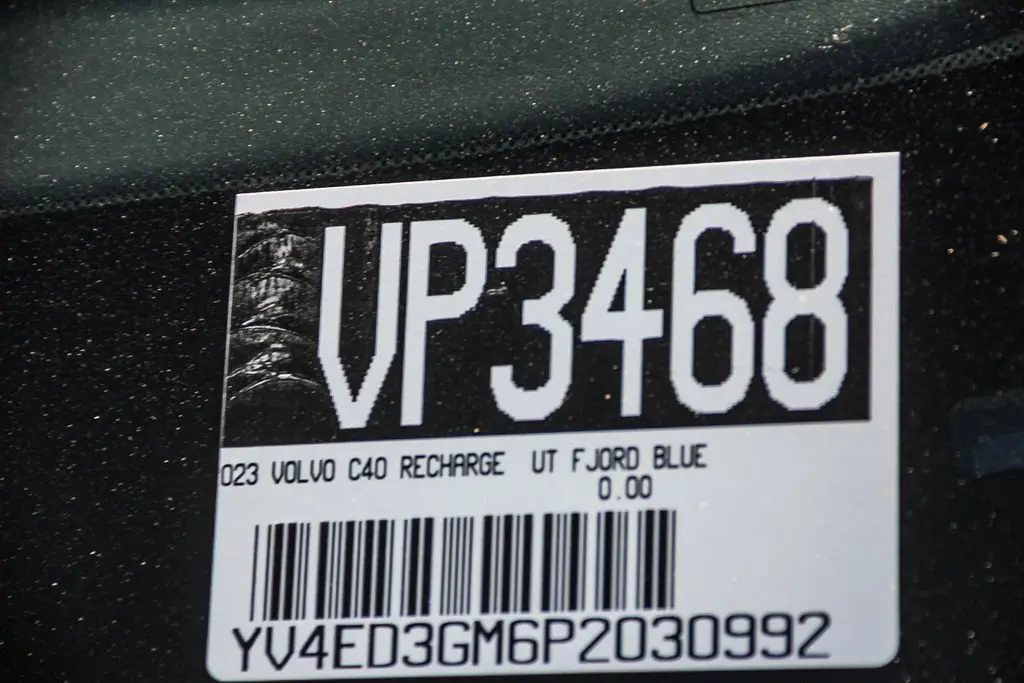 VP3468
023 VOLVO C40 RECHARGE UT FJORD BLUE
0.00
YV4ED3GM6P2030992